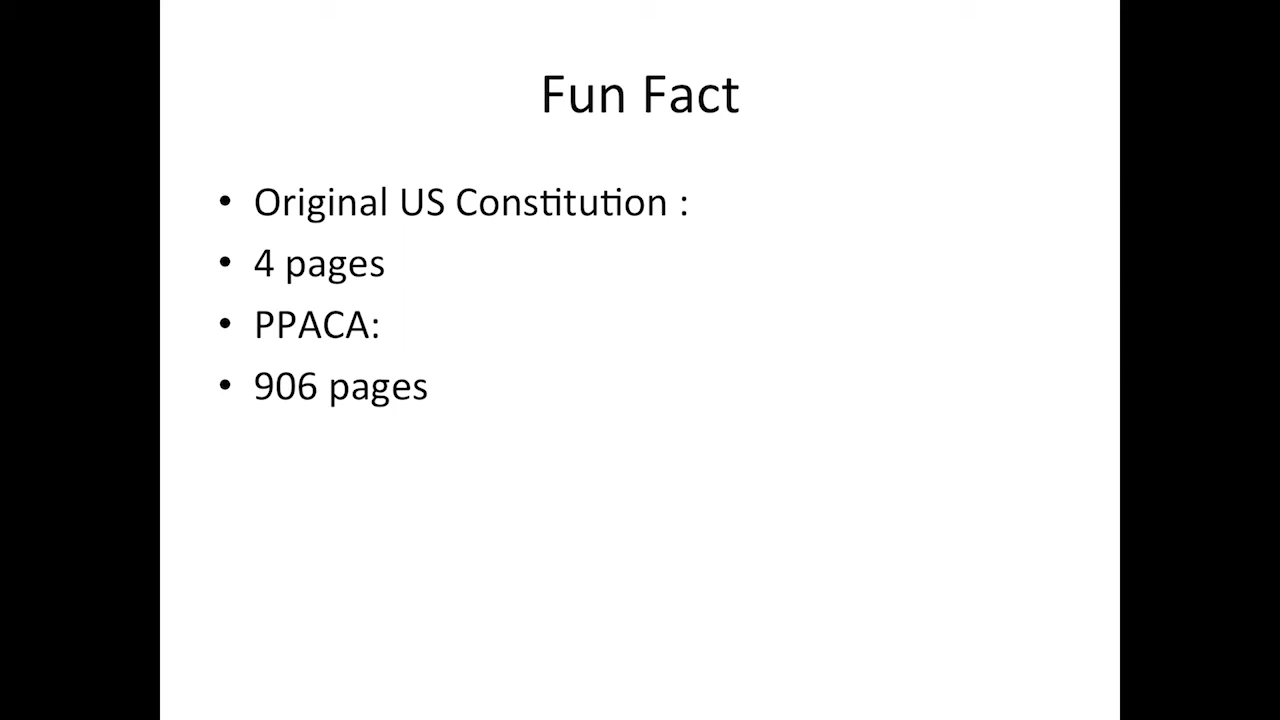 Fun Fact
• Original US Constitution :
• 4 pages
• PPACA:
• 906 pages